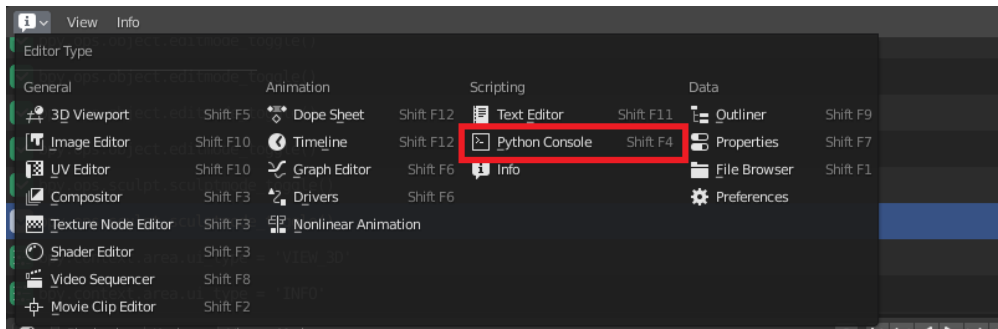 View Info
Editor Type
General
3D Viewport Shift F5
Image Editor Shift F10
UV Editor Shift F10
Compositor Shift F3
Texture Node Editor Shift F3
Shader Editor Shift F3
Video Sequencer Shift F8
Movie Clip Editor Shift F2
Animation
Dope Sheet Shift F12
Timeline Shift F12
Graph Editor Shift F6
Drivers Shift F6
Nonlinear Animation
Scripting
Text Editor Shift F11
Python Console Shift F4
Info
Data
Outliner Shift F9
Properties Shift F7
File Browser Shift F1
Preferences